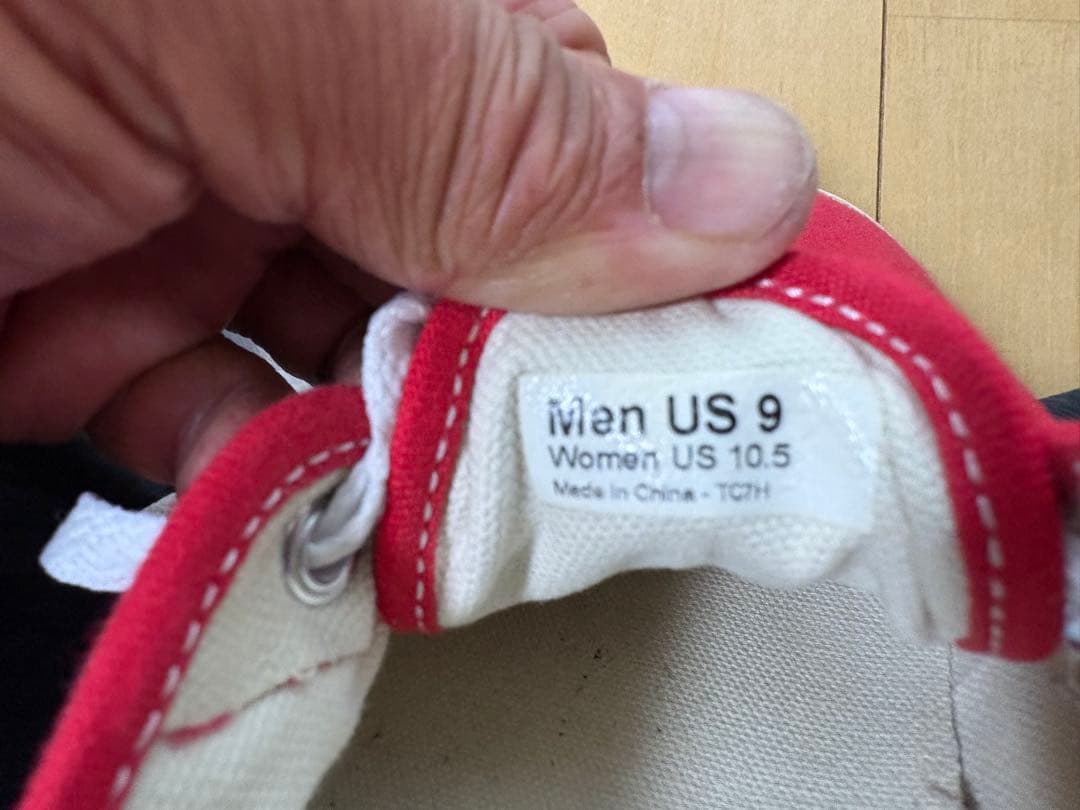 Men US 9
Women US 10.5
Made in China - TC7H